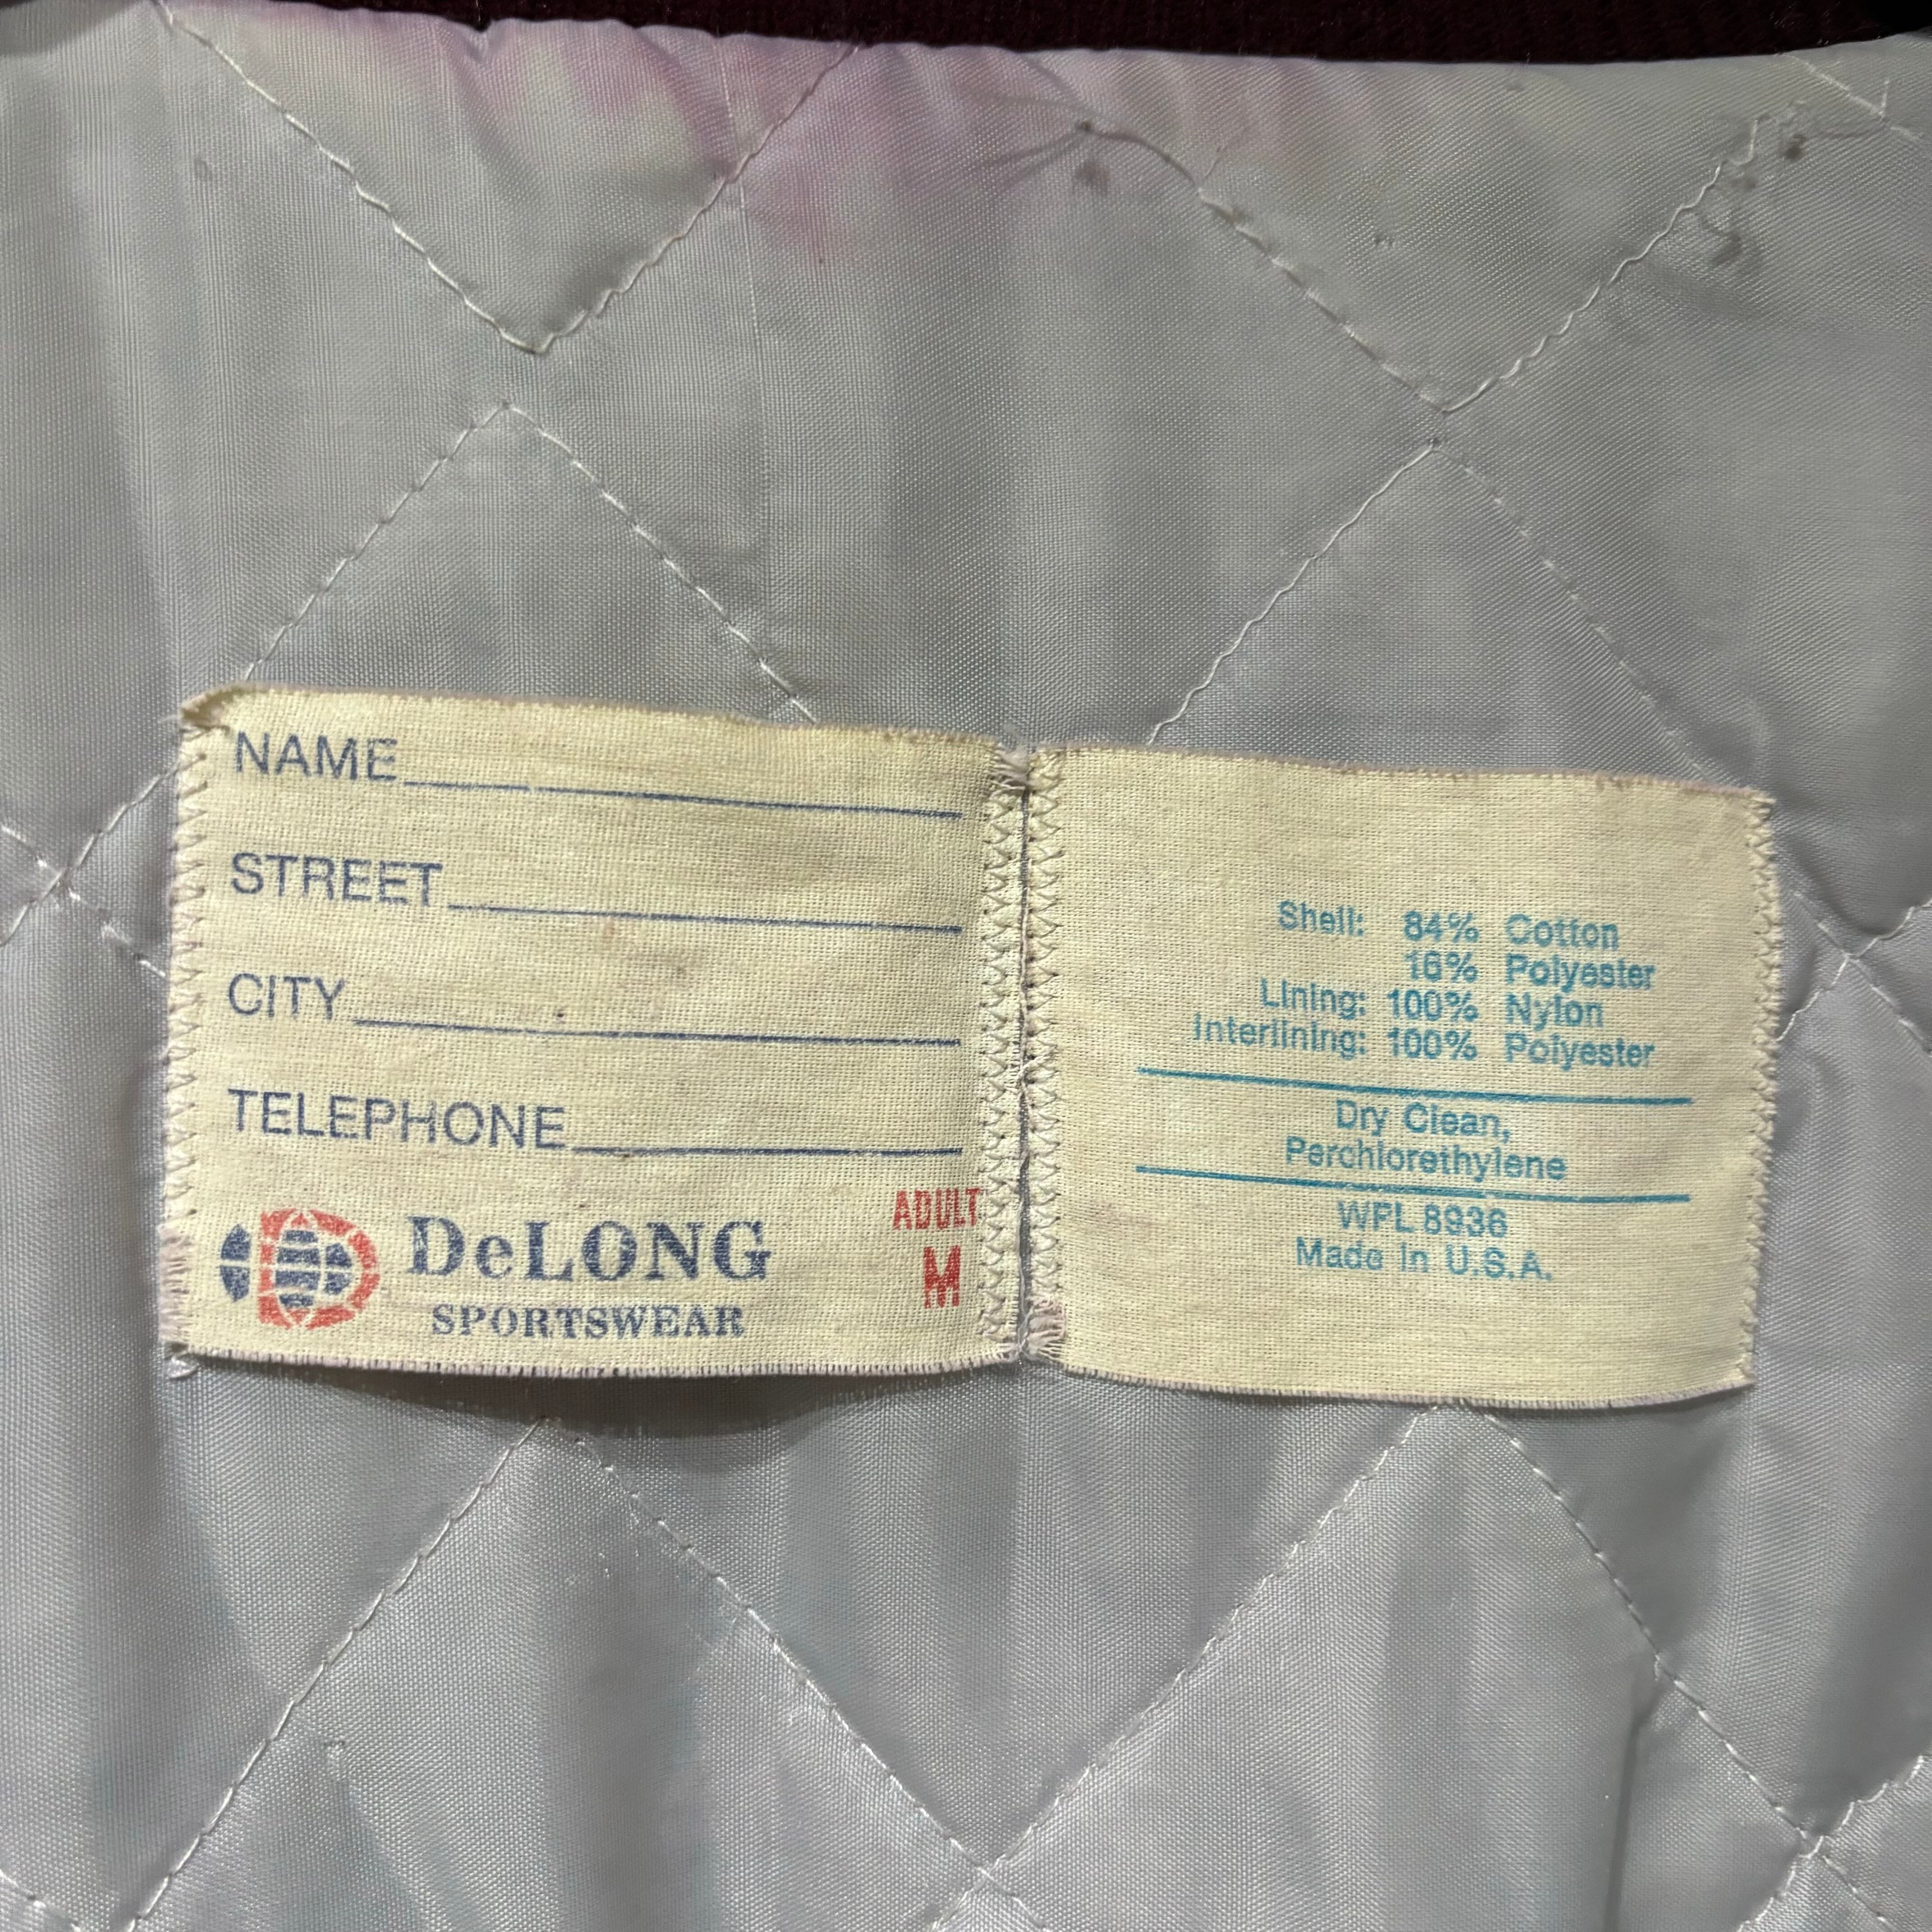 NAME
STREET
CITY
TELEPHONE
D DeLONG
SPORTSWEAR
ADULT
M
Shell: 84% Cotton
16% Polyester
Lining: 100% Nylon
Interlining: 100% Polyester
Dry Clean,
Perchlorethylene
WPL 8936
Made In U.S.A.